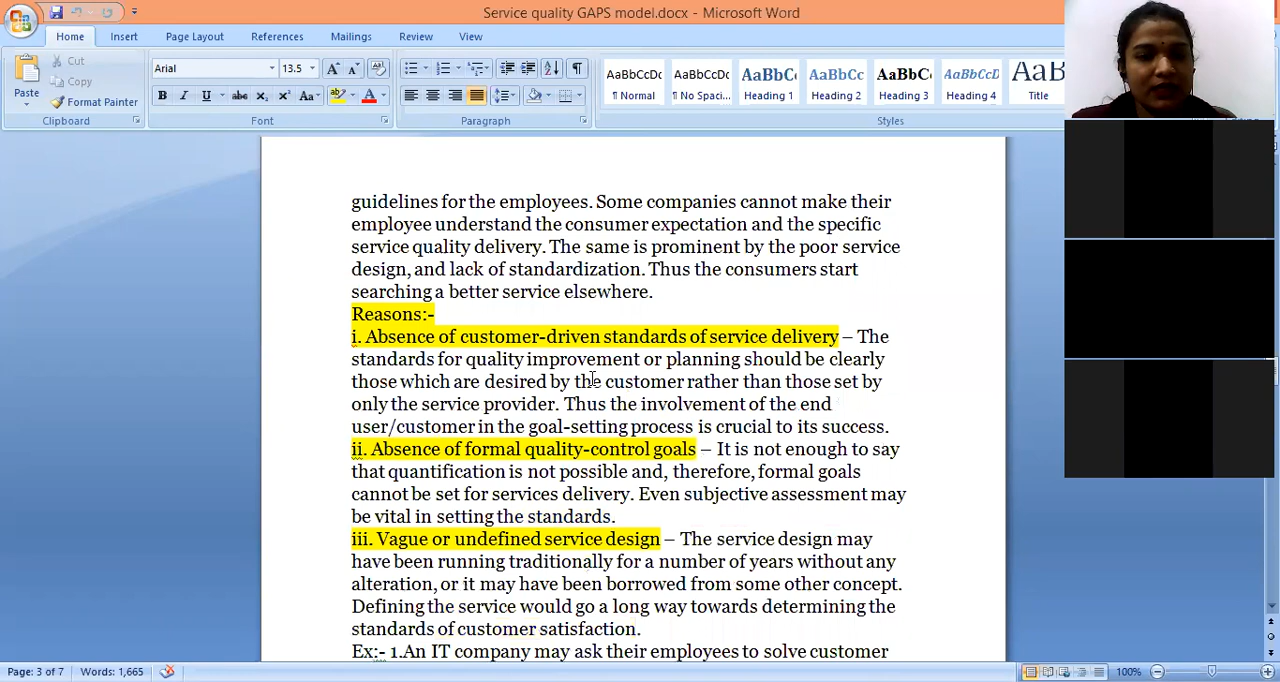 Service quality GAPS model.docx - Microsoft Word
Home Insert Page Layout References Mailings Review View
Cut
Copy
Format Painter
Paste
Clipboard
Arial 13.5
Font
Paragraph
AaBbCcDc AaBbCcDc AaBbC AaBbCc AaBbCc AaBbCcD AaB
¶ Normal ¶ No Spaci... Heading 1 Heading 2 Heading 3 Heading 4 Title
Styles
guidelines for the employees. Some companies cannot make their
employee understand the consumer expectation and the specific
service quality delivery. The same is prominent by the poor service
design, and lack of standardization. Thus the consumers start
searching a better service elsewhere.
Reasons:-
i. Absence of customer-driven standards of service delivery – The
standards for quality improvement or planning should be clearly
those which are desired by the customer rather than those set by
only the service provider. Thus the involvement of the end
user/customer in the goal-setting process is crucial to its success.
ii. Absence of formal quality-control goals – It is not enough to say
that quantification is not possible and, therefore, formal goals
cannot be set for services delivery. Even subjective assessment may
be vital in setting the standards.
iii. Vague or undefined service design – The service design may
have been running traditionally for a number of years without any
alteration, or it may have been borrowed from some other concept.
Defining the service would go a long way towards determining the
standards of customer satisfaction.
Ex:- 1.An IT company may ask their employees to solve customer
Page: 3 of 7 Words: 1,665 100%